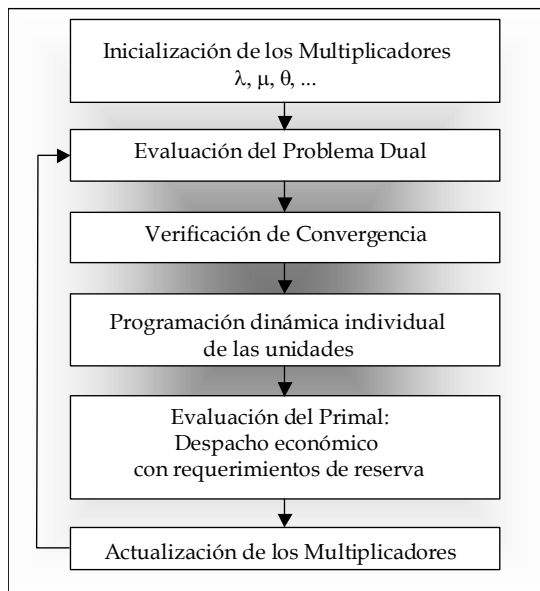 Inicialización de los Multiplicadores
λ, μ, θ, ...
Evaluación del Problema Dual
Verificación de Convergencia
Programación dinámica individual
de las unidades
Evaluación del Primal:
Despacho económico
con requerimientos de reserva
Actualización de los Multiplicadores